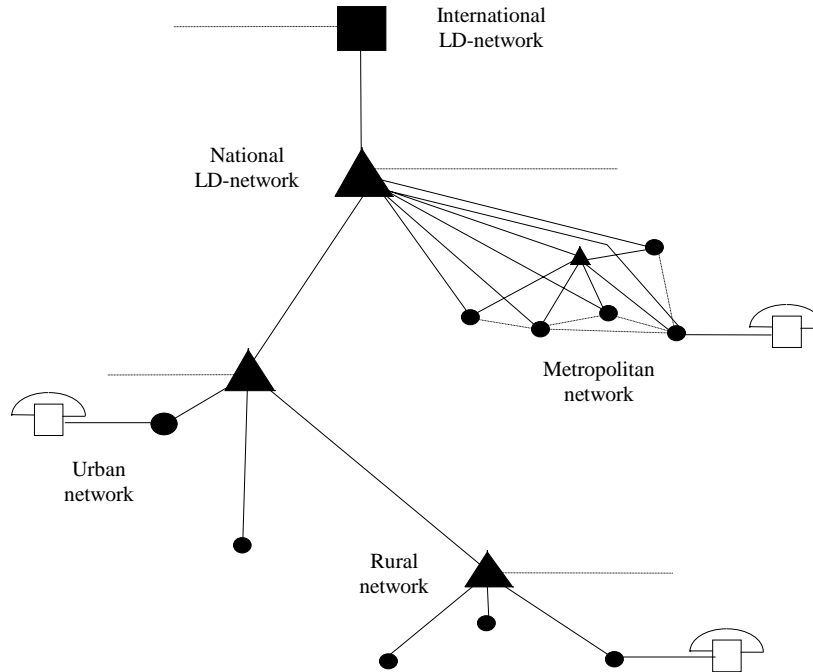 International
LD-network
National
LD-network
Metropolitan
network
Urban
network
Rural
network